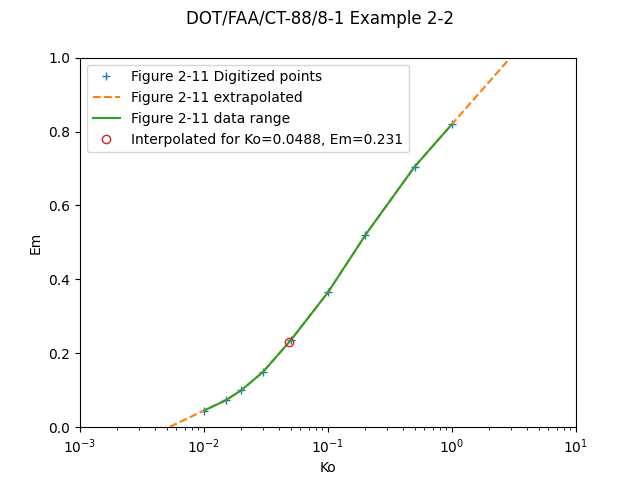 DOT/FAA/CT-88/8-1 Example 2-2
Figure 2-11 Digitized points
Figure 2-11 extrapolated
Figure 2-11 data range
Interpolated for Ko=0.0488, Em=0.231
1.0
0.8
0.6
0.4
0.2
0.0
Em
10⁻³ 10⁻² 10⁻¹ 10⁰ 10¹
Ko